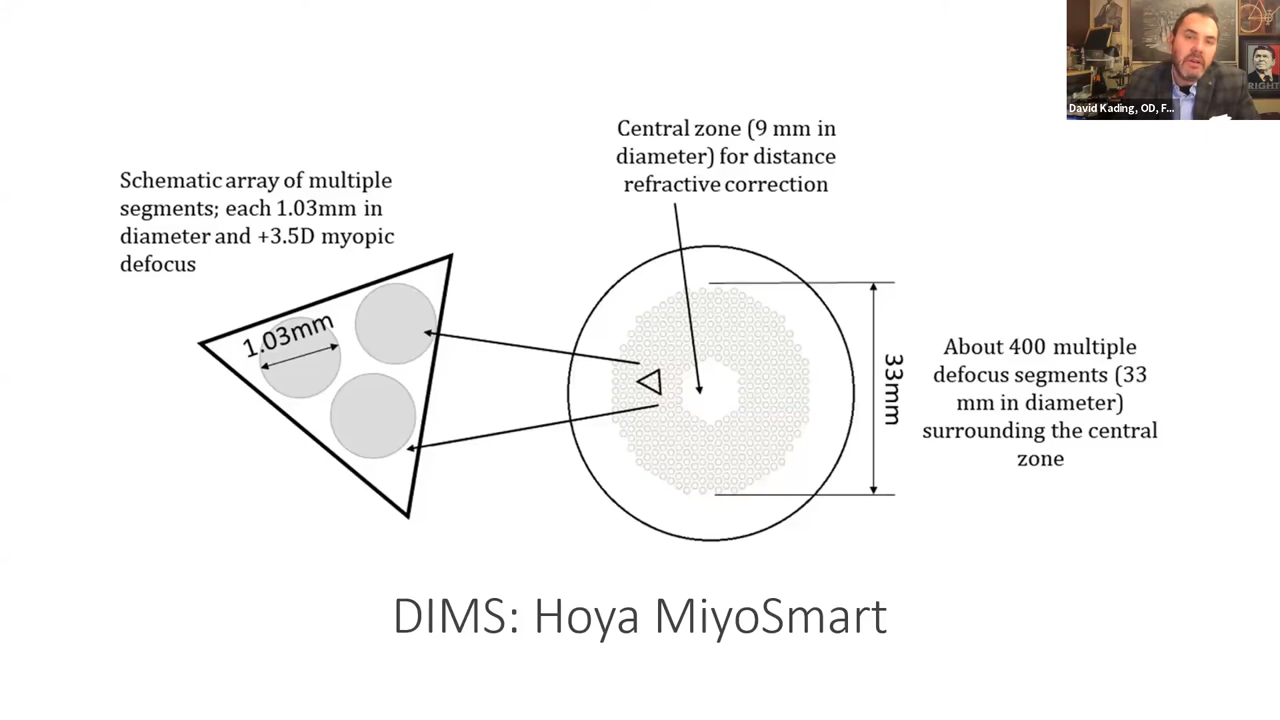 David Kading, OD, F...
RIGHT
Central zone (9 mm in
diameter) for distance
refractive correction
Schematic array of multiple
segments; each 1.03mm in
diameter and +3.5D myopic
defocus
1.03mm
33mm
About 400 multiple
defocus segments (33
mm in diameter)
surrounding the central
zone
DIMS: Hoya MiyoSmart